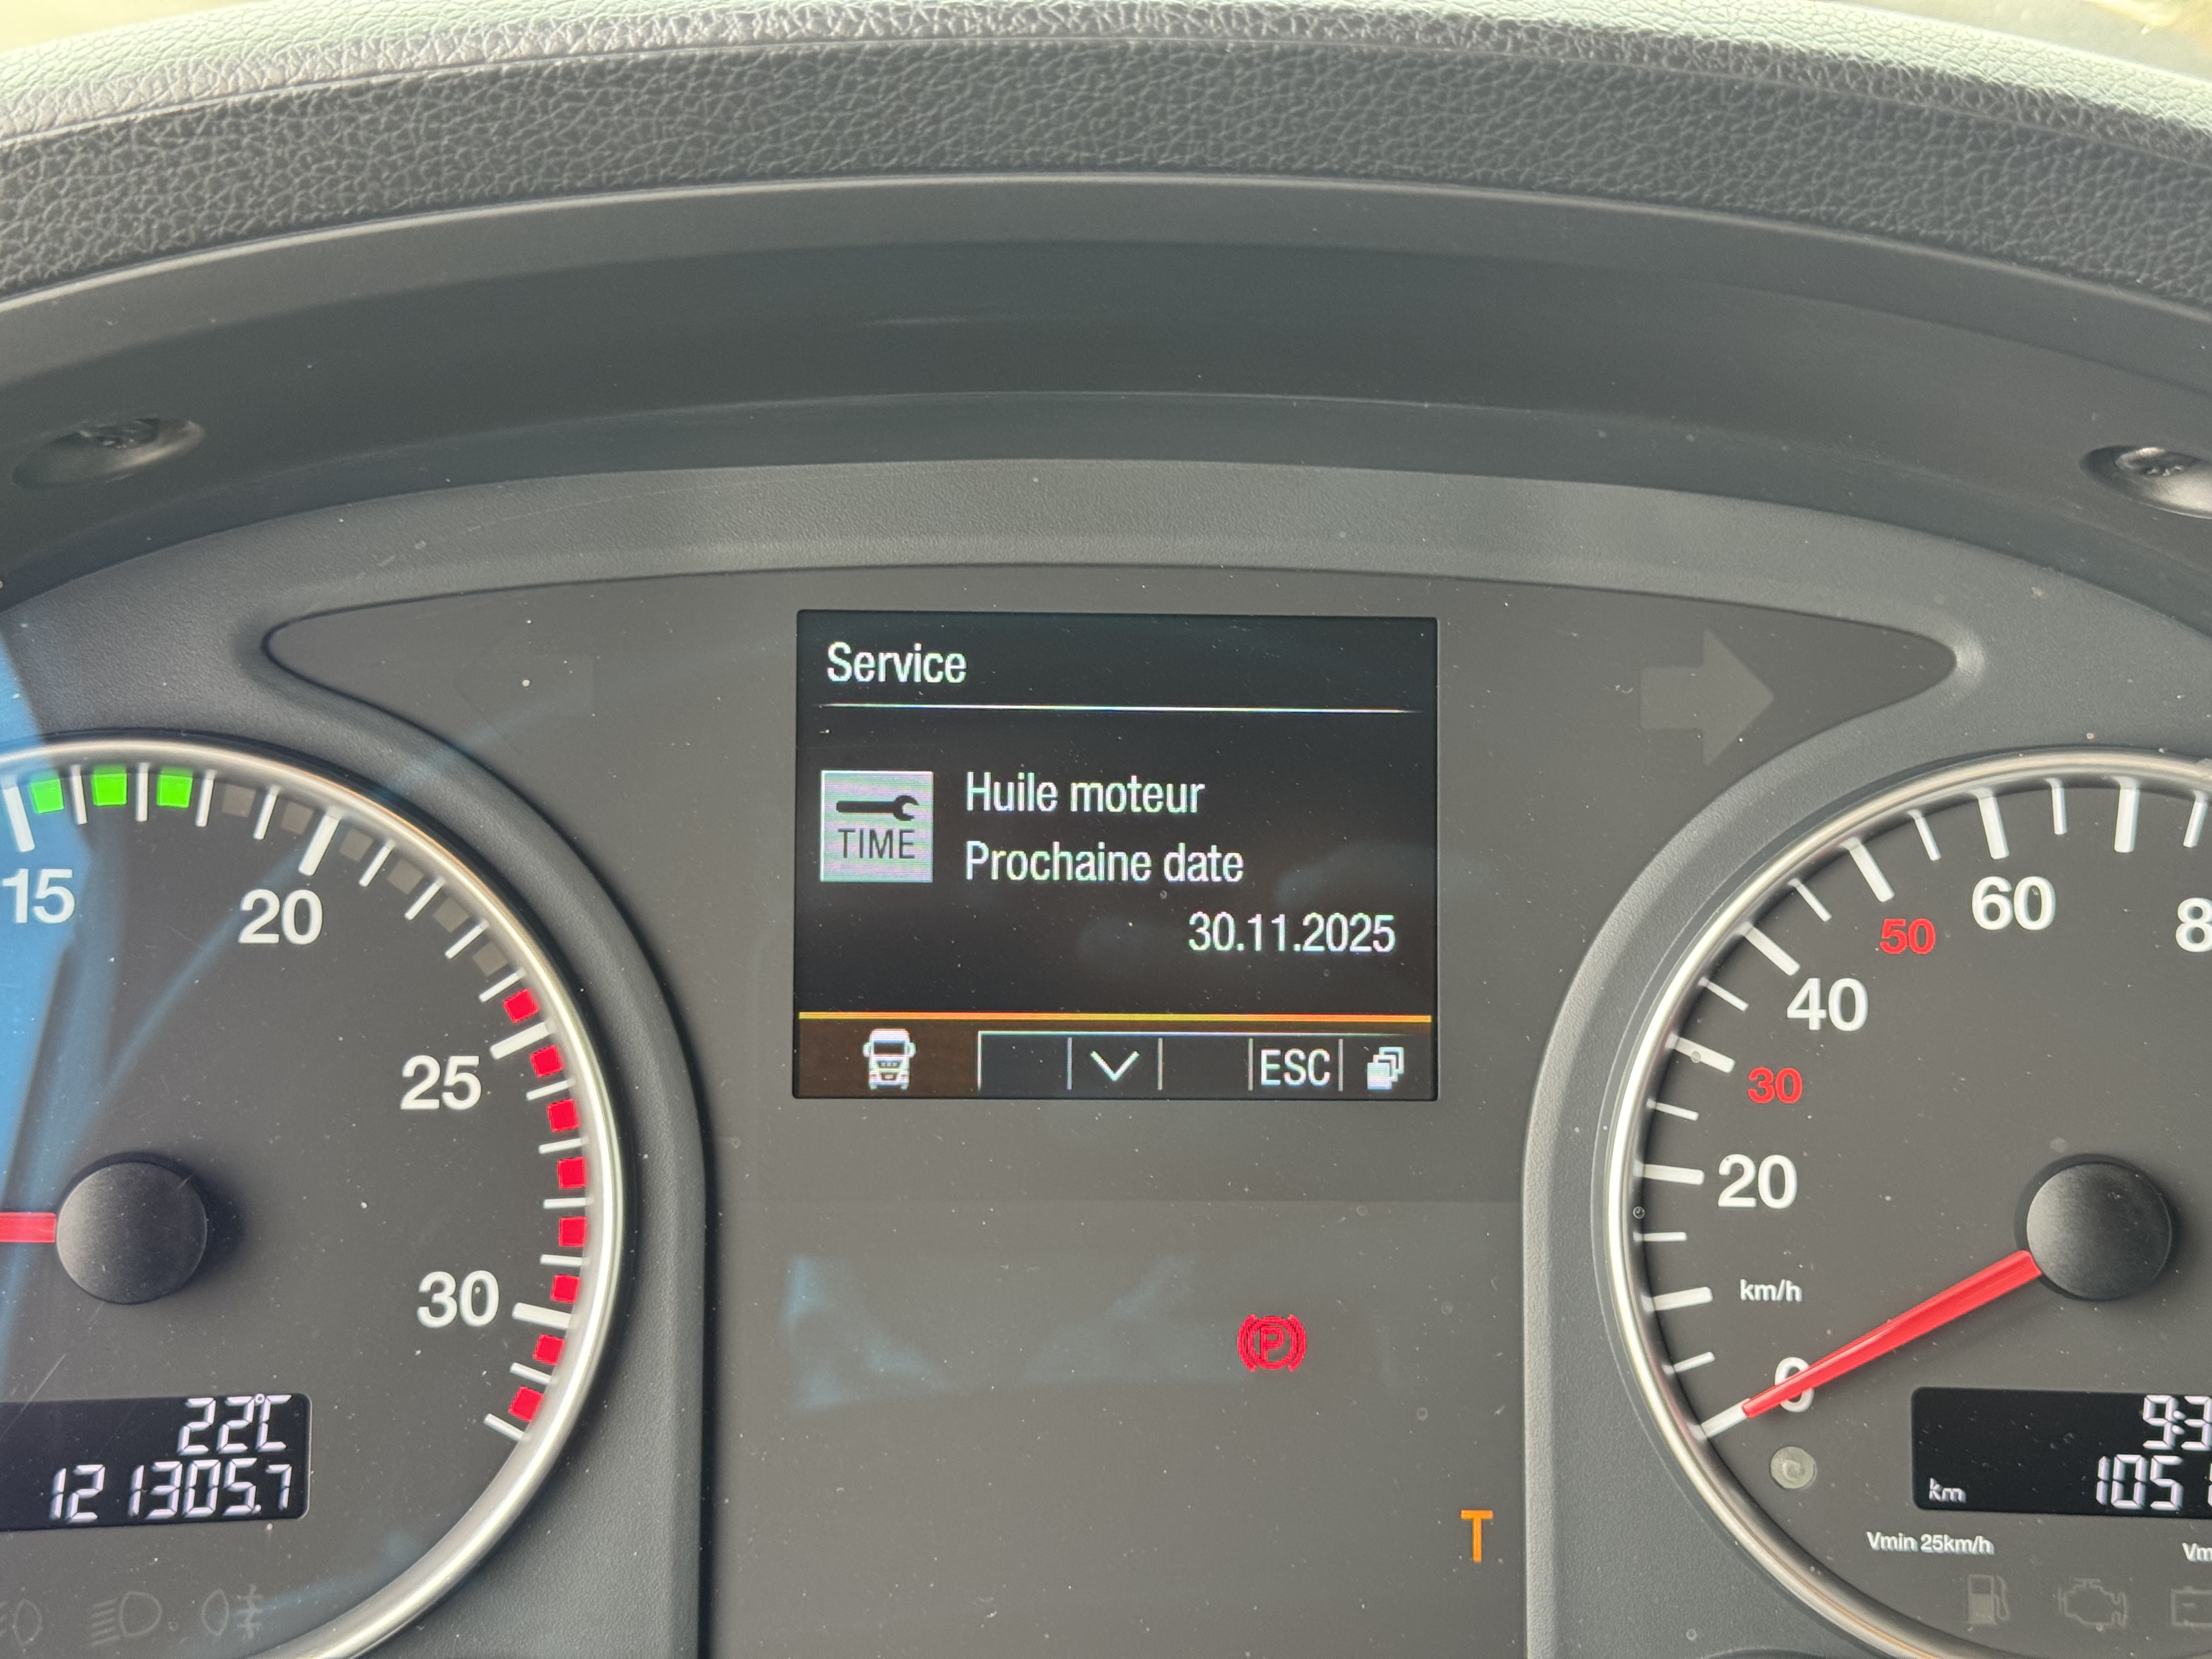 Service
TIME
Huile moteur
Prochaine date
30.11.2025
ESC
15
20
25
30
22°C
121305.7
60
50
40
30
20
km/h
0
km
Vmin 25km/h
P
T